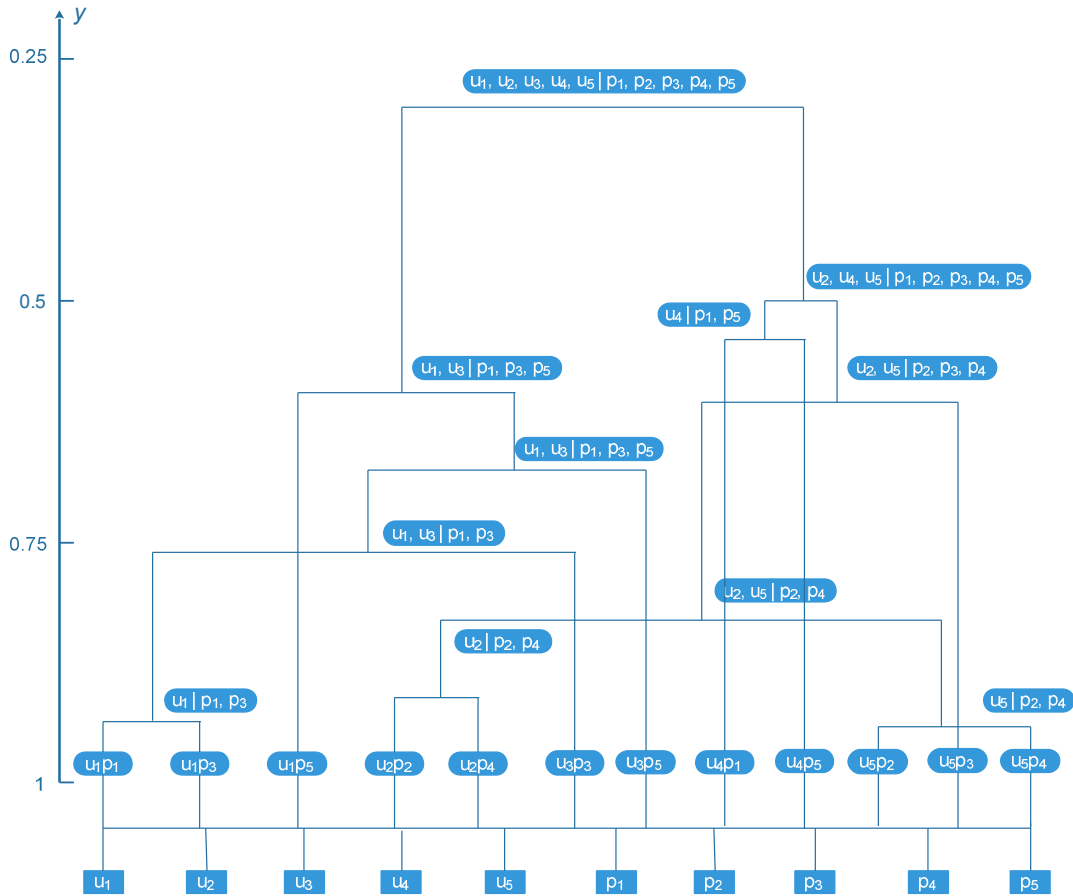 y
0.25
u₁, u₂, u₃, u₄, u₅ | p₁, p₂, p₃, p₄, p₅
u₂, u₄, u₅ | p₁, p₂, p₃, p₄, p₅
0.5
u₄ | p₁, p₅
u₁, u₃ | p₁, p₃, p₅
u₂, u₅ | p₂, p₃, p₄
u₁, u₃ | p₁, p₃, p₅
u₁, u₃ | p₁, p₃
0.75
u₂, u₅ | p₂, p₄
u₂ | p₂, p₄
u₁ | p₁, p₃
u₅ | p₂, p₄
u₁p₁ u₁p₃ u₁p₅ u₂p₂ u₂p₄ u₃p₃ u₃p₅ u₄p₁ u₄p₅ u₅p₂ u₅p₃ u₅p₄
1
u₁ u₂ u₃ u₄ u₅ p₁ p₂ p₃ p₄ p₅